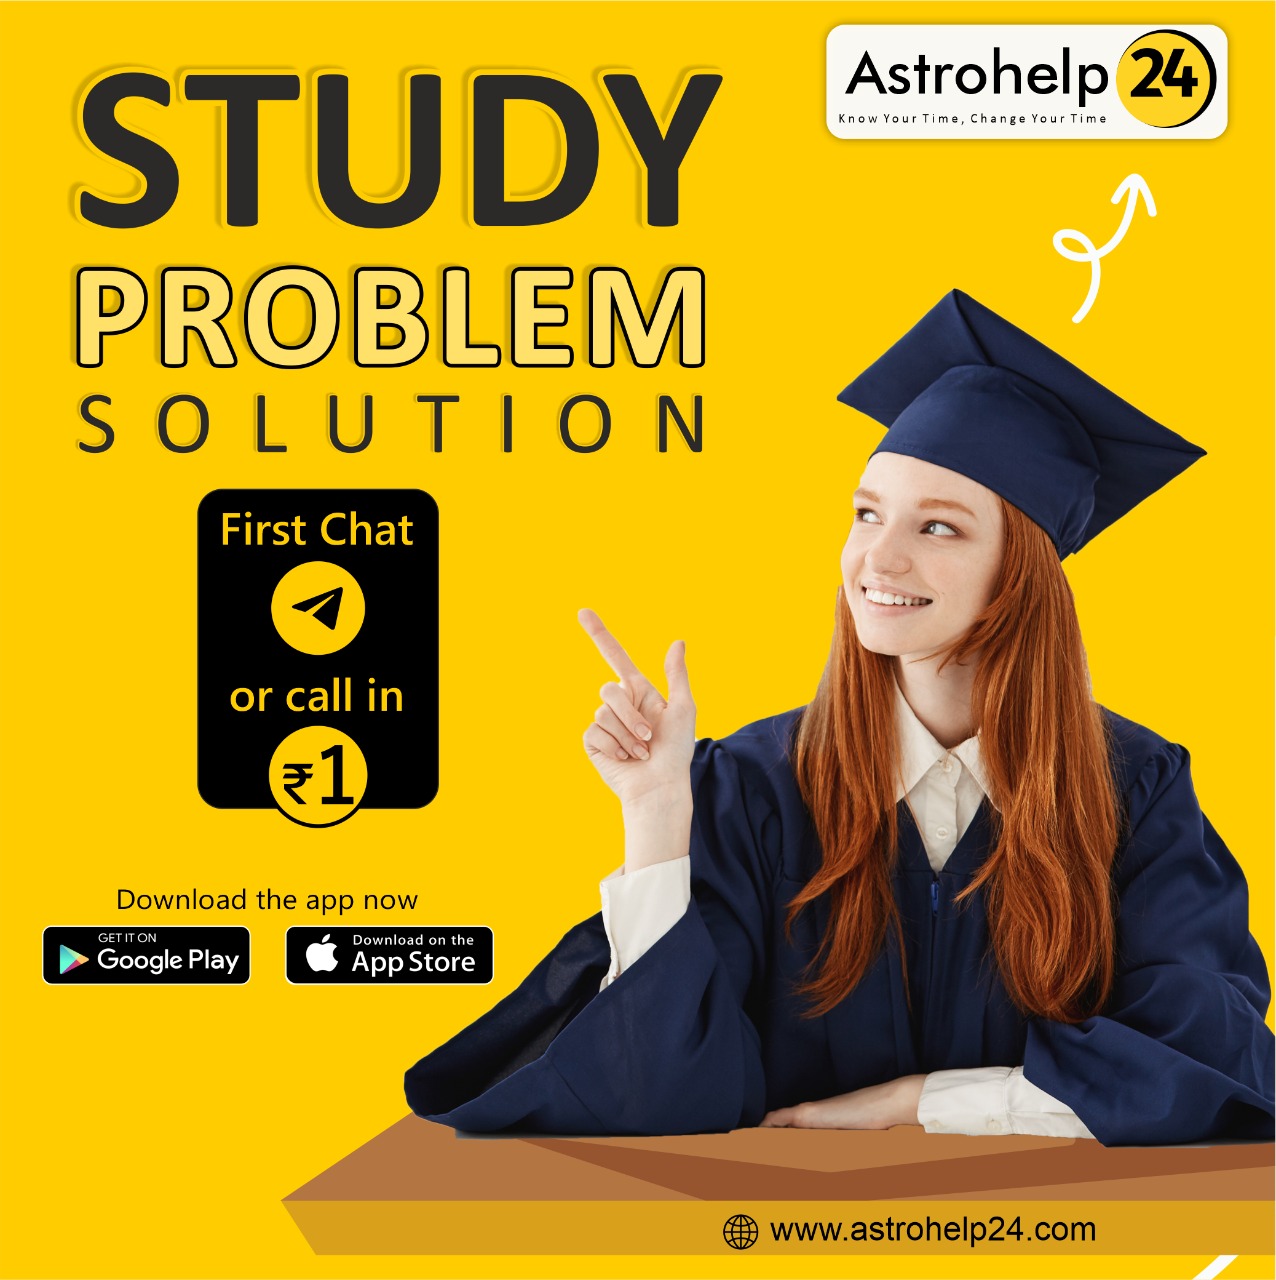 STUDY
PROBLEM
SOLUTION
Astrohelp 24
Know Your Time, Change Your Time
First Chat
or call in
₹1
Download the app now
GET IT ON
Google Play
Download on the
App Store
www.astrohelp24.com